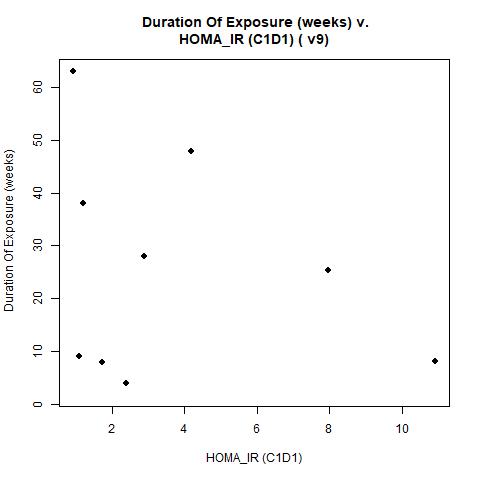 Duration Of Exposure (weeks) v.
HOMA_IR (C1D1) ( v9)
Duration Of Exposure (weeks)
60
50
40
30
20
10
0
2 4 6 8 10
HOMA_IR (C1D1)